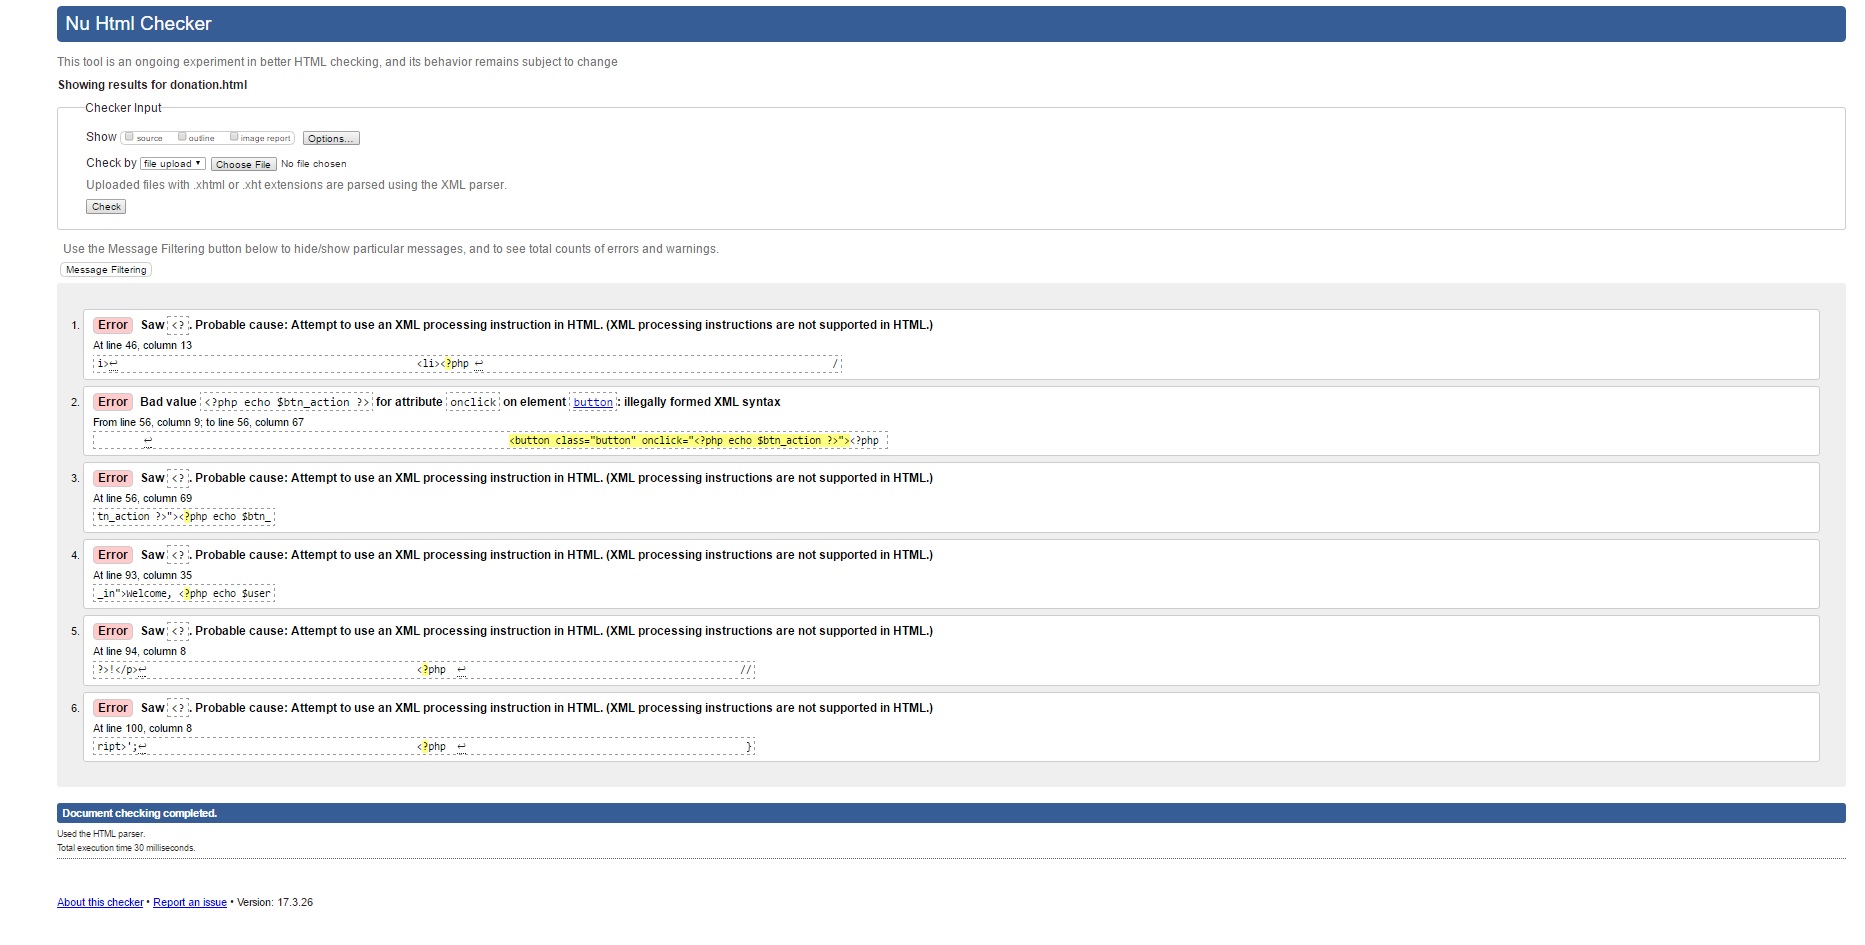 Nu Html Checker
This tool is an ongoing experiment in better HTML checking, and its behavior remains subject to change
Showing results for donation.html
Checker Input
Show source outline image report Options...
Check by file upload ▾ Choose File No file chosen
Uploaded files with .xhtml or .xht extensions are parsed using the XML parser.
Check
Use the Message Filtering button below to hide/show particular messages, and to see total counts of errors and warnings.
Message Filtering
1. Error Saw <?. Probable cause: Attempt to use an XML processing instruction in HTML. (XML processing instructions are not supported in HTML.)
At line 46, column 13
i>↩ <li><?php ↩ /
2. Error Bad value <?php echo $btn_action ?> for attribute onclick on element button: illegally formed XML syntax
From line 56, column 9; to line 56, column 67
↩ <button class="button" onclick="<?php echo $btn_action ?>"><?php
3. Error Saw <?. Probable cause: Attempt to use an XML processing instruction in HTML. (XML processing instructions are not supported in HTML.)
At line 56, column 69
tn_action ?>"><?php echo $btn_
4. Error Saw <?. Probable cause: Attempt to use an XML processing instruction in HTML. (XML processing instructions are not supported in HTML.)
At line 93, column 35
_in">Welcome, <?php echo $user
5. Error Saw <?. Probable cause: Attempt to use an XML processing instruction in HTML. (XML processing instructions are not supported in HTML.)
At line 94, column 8
?>!</p>↩ <?php ↩ //
6. Error Saw <?. Probable cause: Attempt to use an XML processing instruction in HTML. (XML processing instructions are not supported in HTML.)
At line 100, column 8
ript>';↩ <?php ↩ }
Document checking completed.
Used the HTML parser.
Total execution time 30 milliseconds.
About this checker • Report an issue • Version: 17.3.26